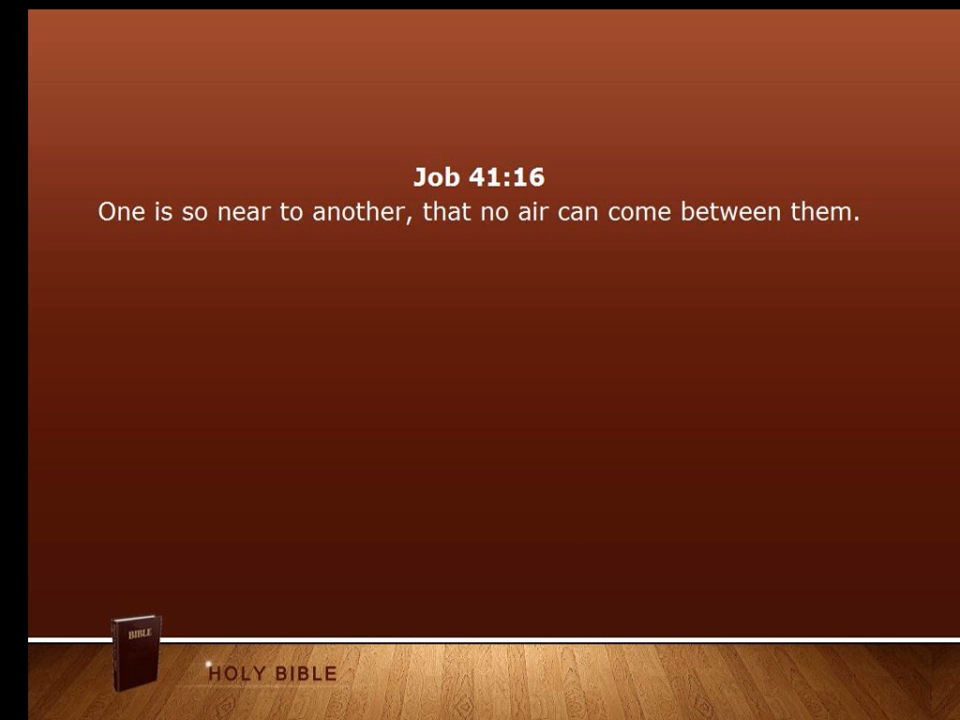 Job 41:16
One is so near to another, that no air can come between them.
BIBLE
HOLY BIBLE